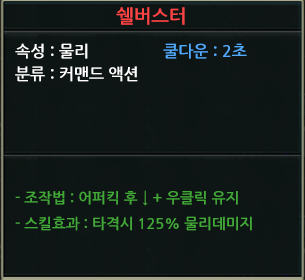 쉘버스터
속성 : 물리 쿨다운 : 2초
분류 : 커맨드 액션
- 조작법 : 어퍼킥 후 ↓ + 우클릭 유지
- 스킬효과 : 타격시 125% 물리데미지